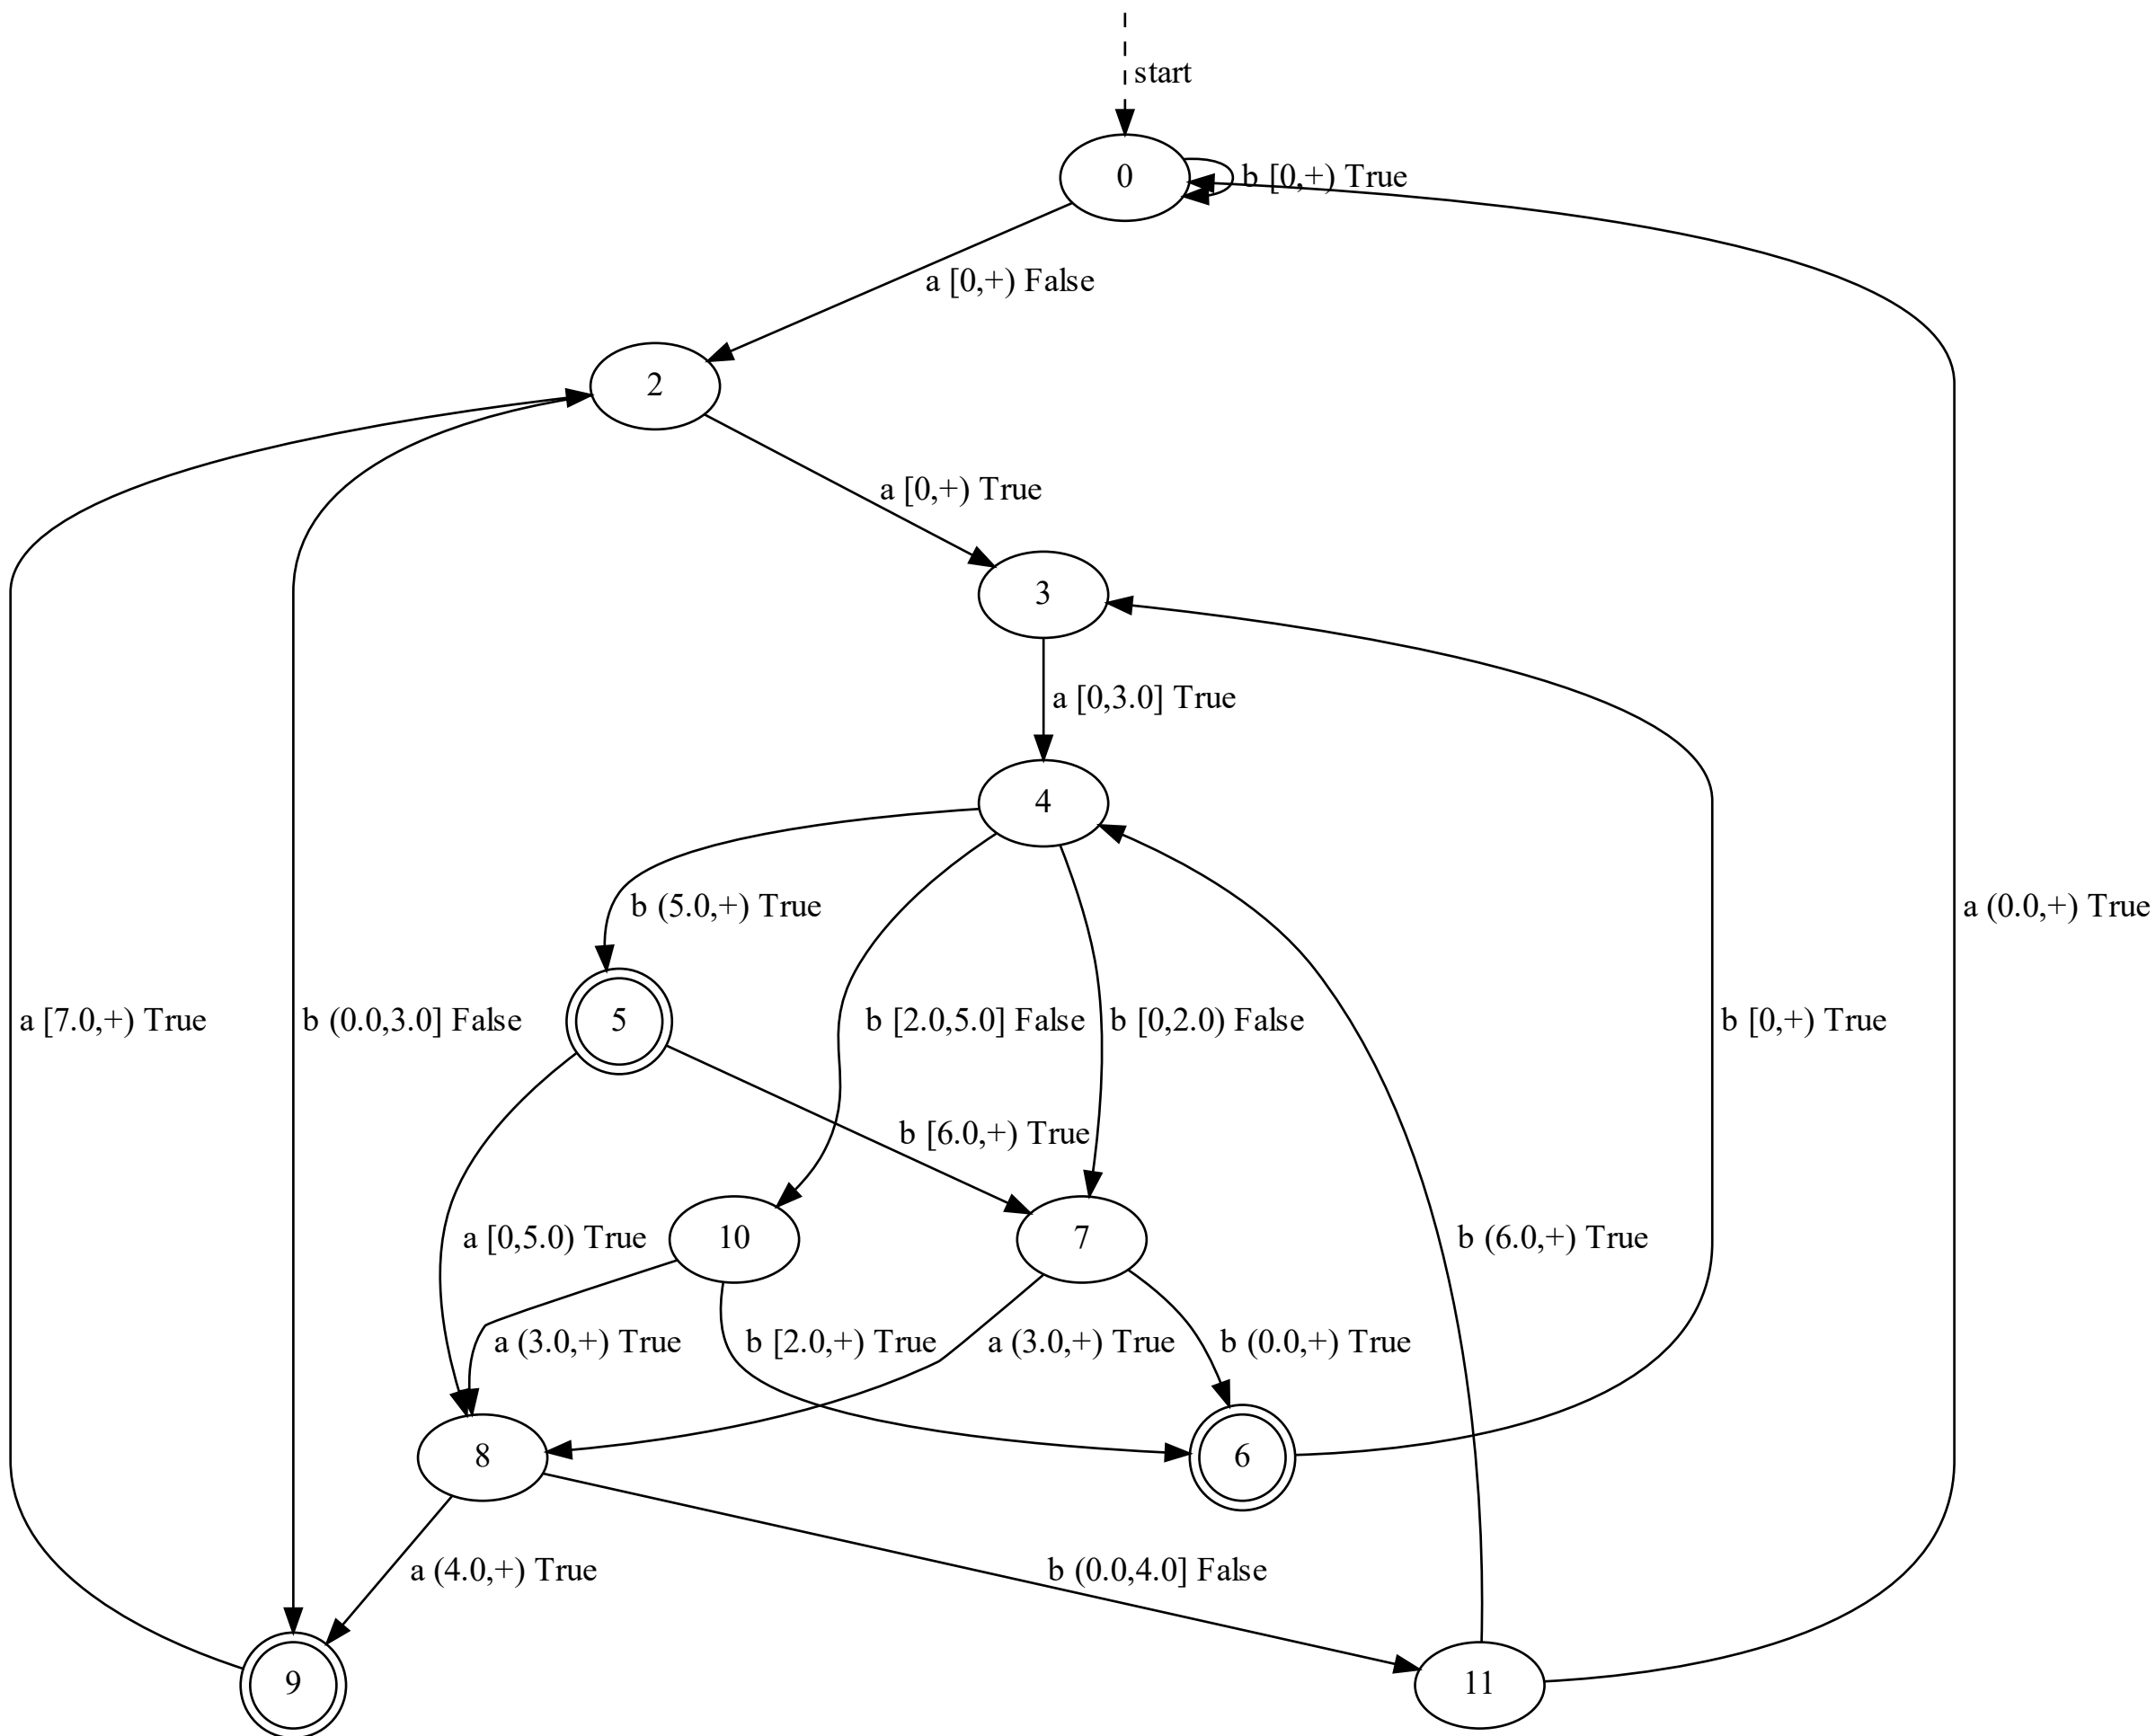 start
0
b [0,+) True
a [0,+) False
2
a [0,+) True
3
a [0,3.0] True
4
b (5.0,+) True
a (0.0,+) True
5
a [7.0,+) True
b (0.0,3.0] False
b [2.0,5.0] False
b [0,2.0) False
b [0,+) True
b [6.0,+) True
a [0,5.0) True
10
7
b (6.0,+) True
a (3.0,+) True
b [2.0,+) True
a (3.0,+) True
b (0.0,+) True
8
6
a (4.0,+) True
b (0.0,4.0] False
9
11